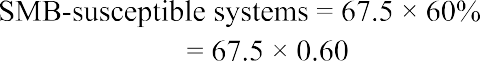 SMB-susceptible systems = 67.5 × 60%
= 67.5 × 0.60